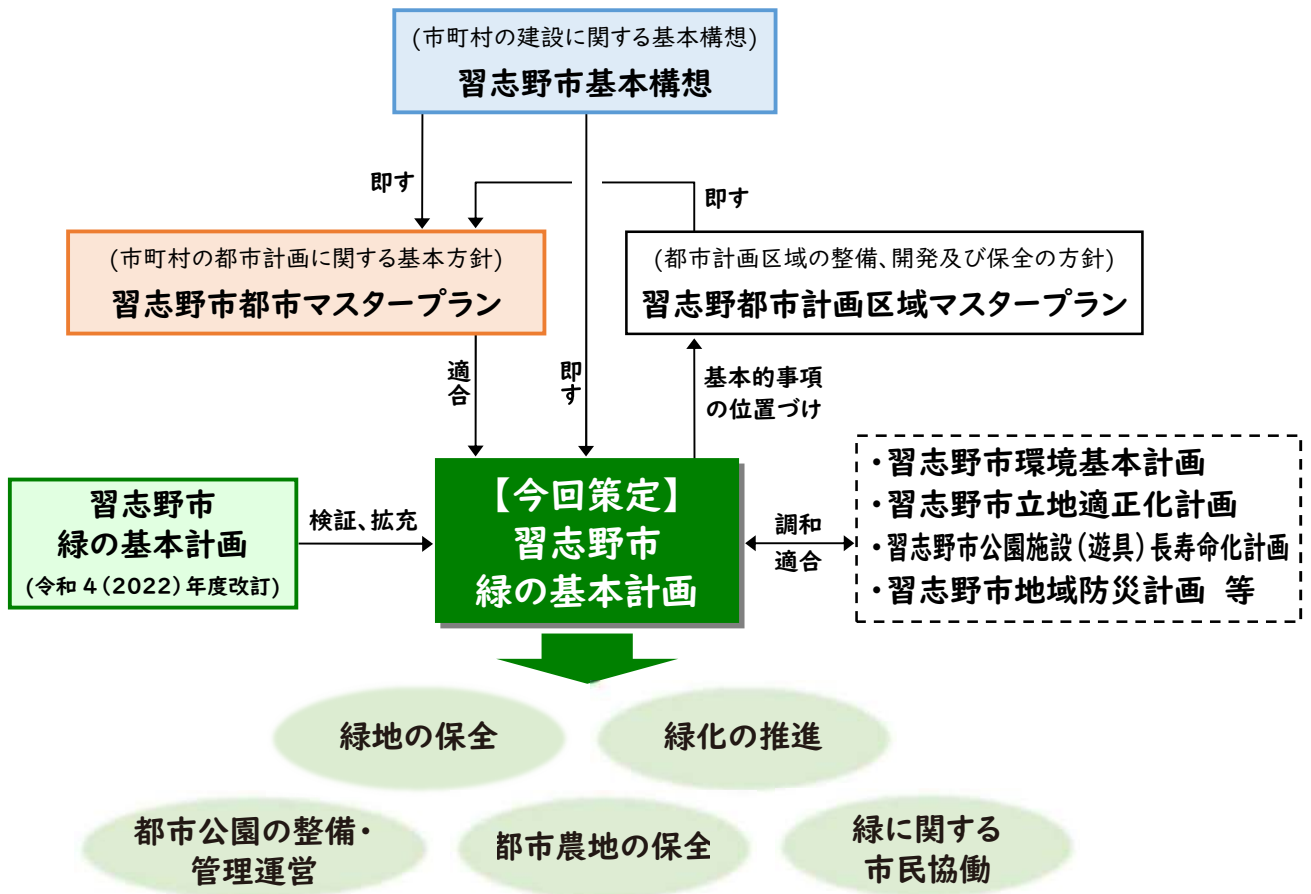 (市町村の建設に関する基本構想)
習志野市基本構想
即す
即す
(市町村の都市計画に関する基本方針)
習志野市都市マスタープラン
(都市計画区域の整備、開発及び保全の方針)
習志野都市計画区域マスタープラン
適合
即す
基本的事項
の位置づけ
習志野市
緑の基本計画
(令和4(2022)年度改訂)
検証、拡充
【今回策定】
習志野市
緑の基本計画
調和
適合
・習志野市環境基本計画
・習志野市立地適正化計画
・習志野市公園施設(遊具)長寿命化計画
・習志野市地域防災計画 等
緑地の保全
緑化の推進
都市公園の整備・
管理運営
都市農地の保全
緑に関する
市民協働